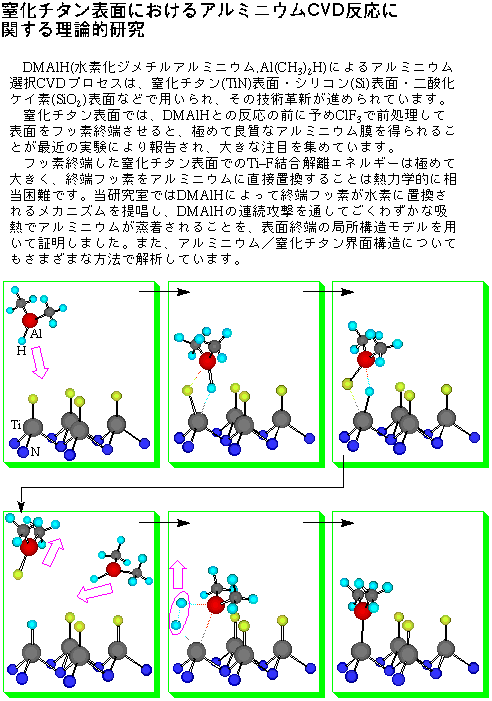 窒化チタン表面におけるアルミニウムCVD反応に
関する理論的研究
DMAlH(水素化ジメチルアルミニウム,Al(CH₃)₂H)によるアルミニウム
選択CVDプロセスは、窒化チタン(TiN)表面・シリコン(Si)表面・二酸化
ケイ素(SiO₂)表面などで用いられ、その技術革新が進められています。
窒化チタン表面では、DMAlHとの反応の前に予めClF₃で前処理して
表面をフッ素終端させると、極めて良質なアルミニウム膜を得られるこ
とが最近の実験により報告され、大きな注目を集めています。
フッ素終端した窒化チタン表面でのTi-F結合解離エネルギーは極めて
大きく、終端フッ素をアルミニウムに直接置換することは熱力学的に相
当困難です。当研究室ではDMAlHによって終端フッ素が水素に置換さ
れるメカニズムを提唱し、DMAlHの連続攻撃を通してごくわずかな吸
熱でアルミニウムが蒸着されることを、表面終端の局所構造モデルを用
いて証明しました。また、アルミニウム／窒化チタン界面構造について
もさまざまな方法で解析しています。
Al
H
Ti
N